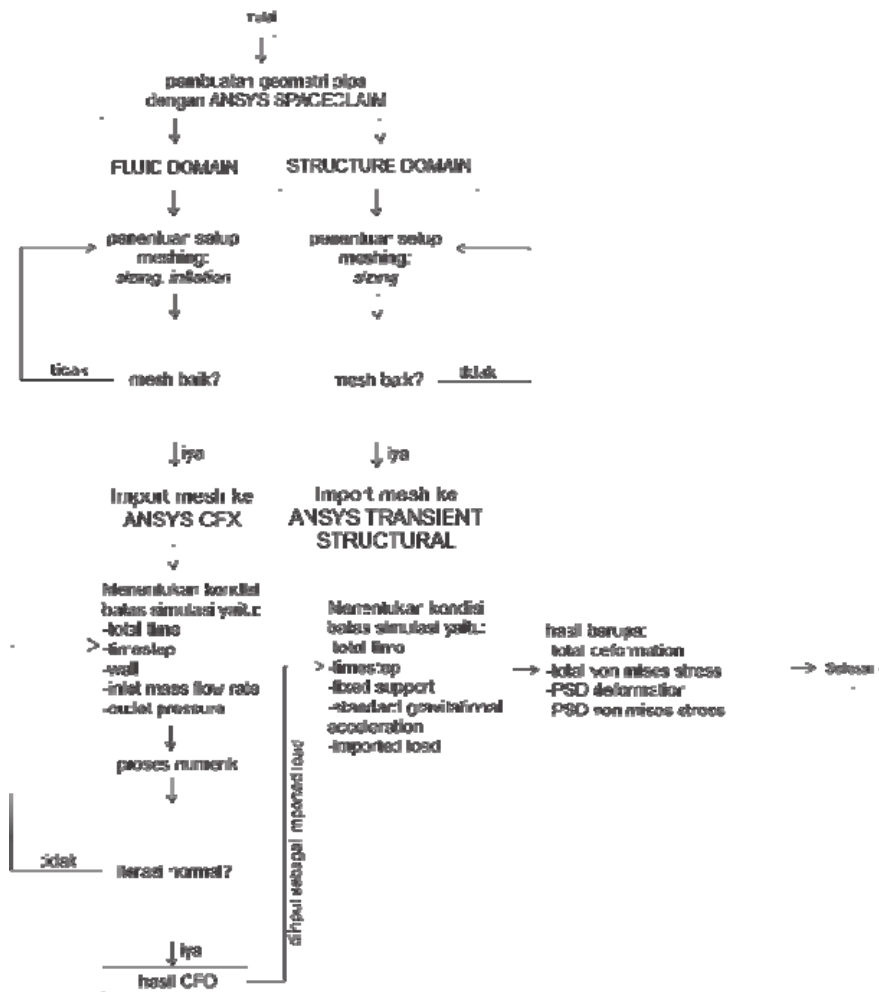 mulai
pembuatan geometri pipa
dengan ANSYS SPACECLAIM
FLUID DOMAIN
STRUCTURE DOMAIN
penentuan setup
meshing:
sizing, inflation
penentuan setup
meshing:
sizing
tidak
mesh baik?
mesh baik?
tidak
iya
iya
Import mesh ke
ANSYS CFX
Import mesh ke
ANSYS TRANSIENT
STRUCTURAL
Menentukan kondisi
batas simulasi yaitu:
-total time
-timestep
-wall
-inlet mass flow rate
-outlet pressure
Menentukan kondisi
batas simulasi yaitu:
-total time
-timestep
-fixed support
-standard gravitational
acceleration
-imported load
hasil berupa:
-total deformation
-total von mises stress
-PSD deformation
-PSD von mises stress
Selesai
proses numerik
tidak
iterasi normal?
iya
hasil CFD
diinput sebagai imported load